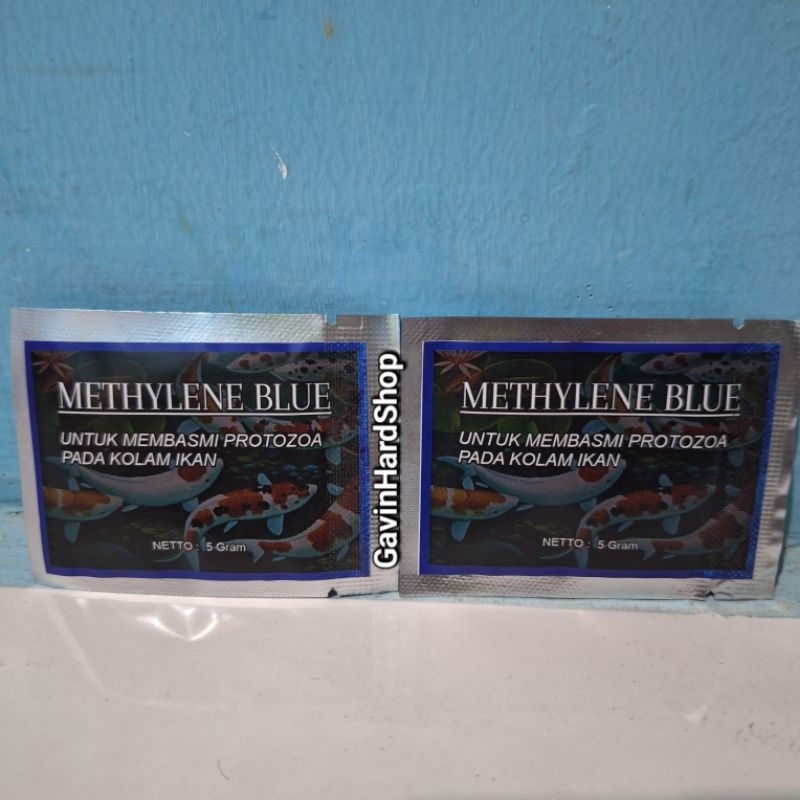 METHYLENE BLUE
UNTUK MEMBASMI PROTOZOA
PADA KOLAM IKAN
NETTO : 5 Gram
GavinHardShop
METHYLENE BLUE
UNTUK MEMBASMI PROTOZOA
PADA KOLAM IKAN
NETTO : 5 Gram